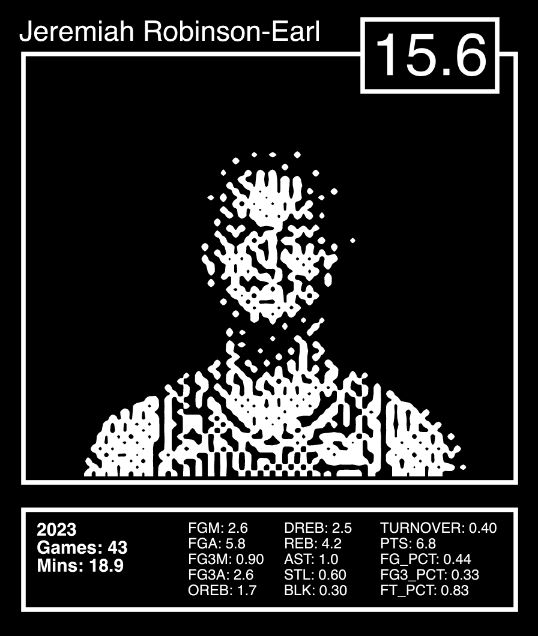 Jeremiah Robinson-Earl
15.6
2023
Games: 43
Mins: 18.9
FGM: 2.6
FGA: 5.8
FG3M: 0.90
FG3A: 2.6
OREB: 1.7
DREB: 2.5
REB: 4.2
AST: 1.0
STL: 0.60
BLK: 0.30
TURNOVER: 0.40
PTS: 6.8
FG_PCT: 0.44
FG3_PCT: 0.33
FT_PCT: 0.83